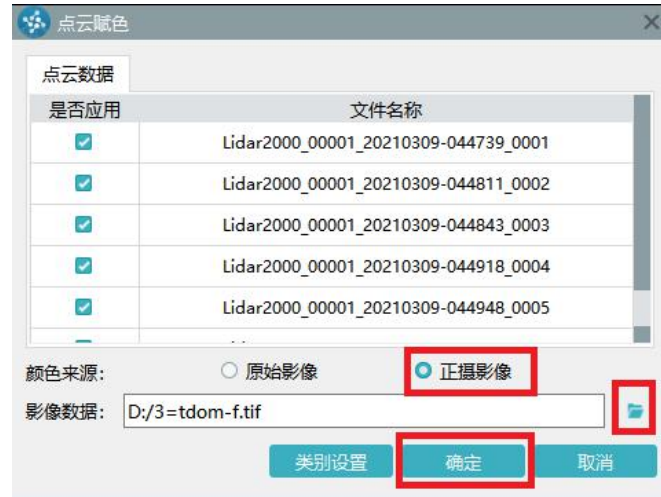 点云赋色
点云数据
是否应用 文件名称
Lidar2000_00001_20210309-044739_0001
Lidar2000_00001_20210309-044811_0002
Lidar2000_00001_20210309-044843_0003
Lidar2000_00001_20210309-044918_0004
Lidar2000_00001_20210309-044948_0005
颜色来源: 原始影像 正摄影像
影像数据: D:/3=tdom-f.tif
类别设置 确定 取消